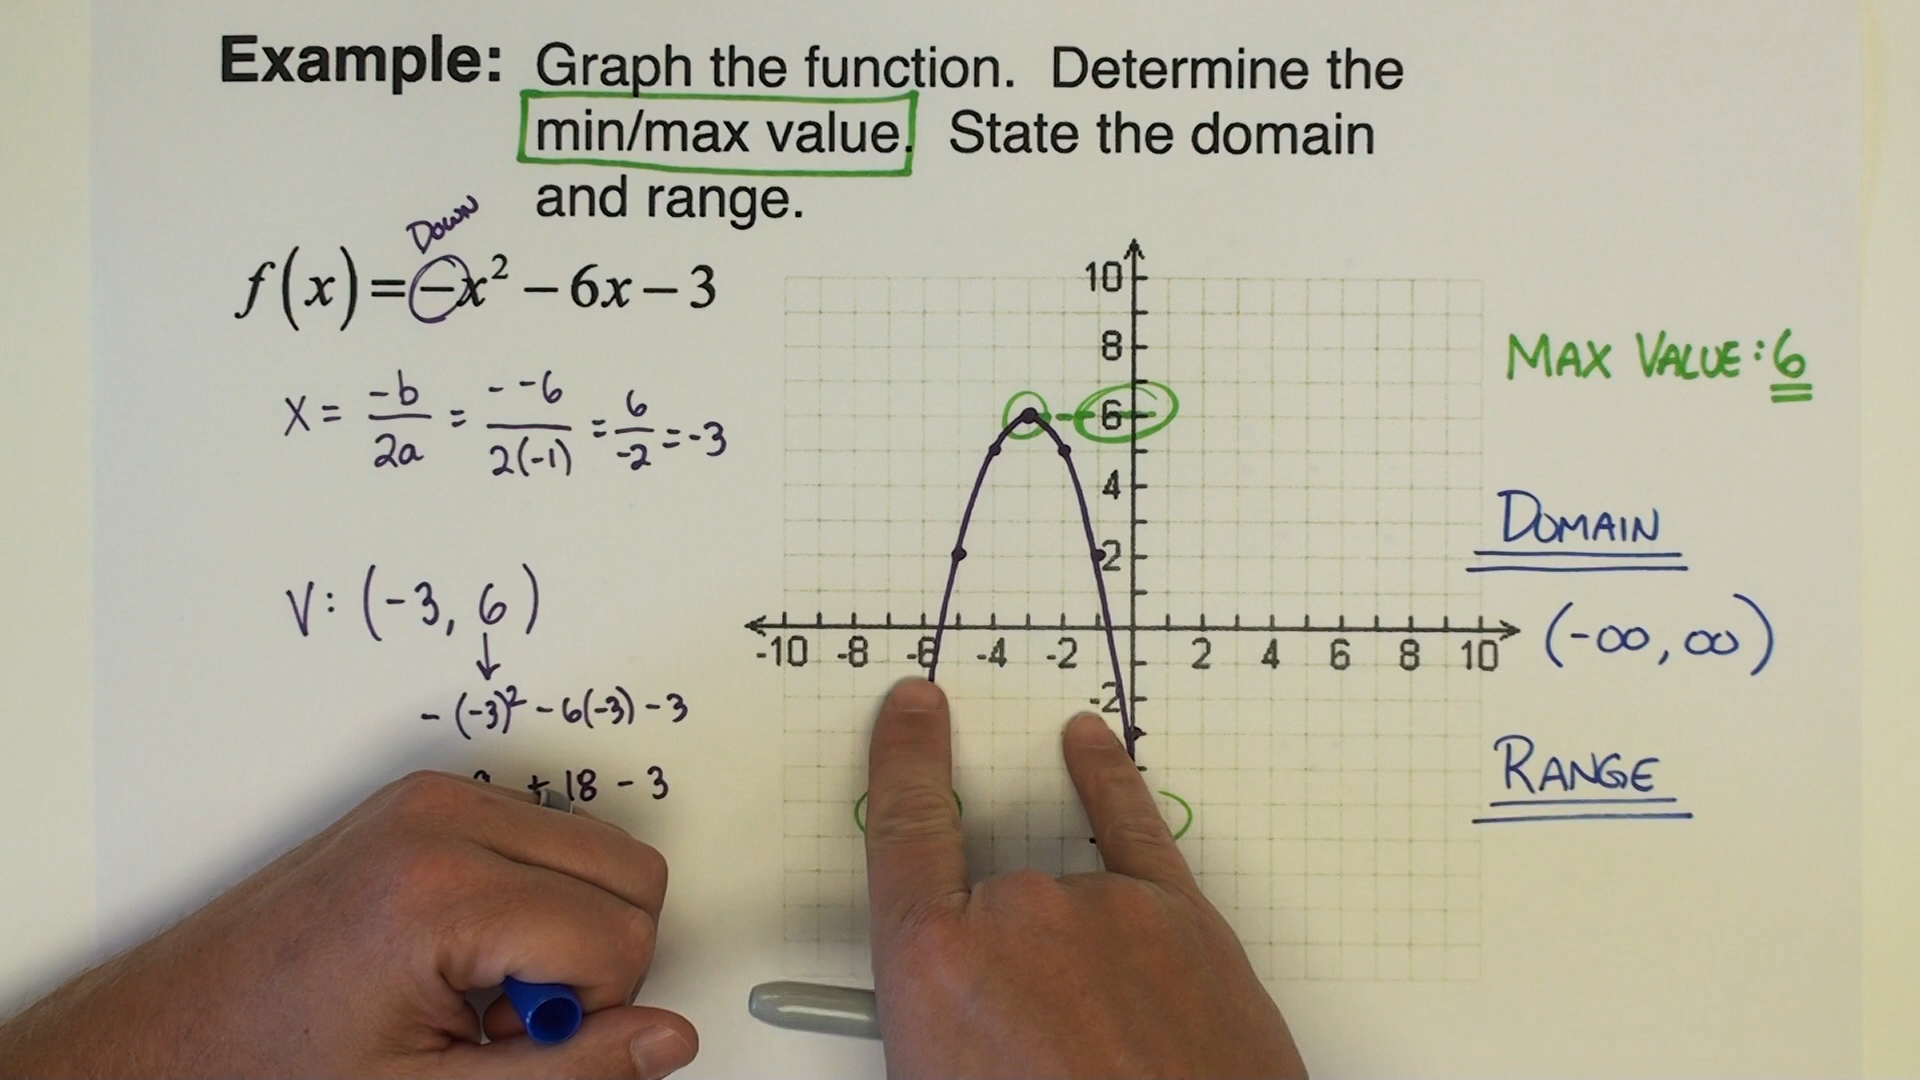 Example: Graph the function. Determine the
min/max value. State the domain
and range.
DOWN
f(x)=-x² - 6x - 3
X = -b/2a = - -6/2(-1) = 6/-2 = -3
V: (-3, 6)
-(-3)² - 6(-3) - 3
+ 18 - 3
10
8
6
4
2
-10 -8 -6 -4 -2 2 4 6 8 10
-2
MAX VALUE: 6
DOMAIN
(-∞, ∞)
RANGE